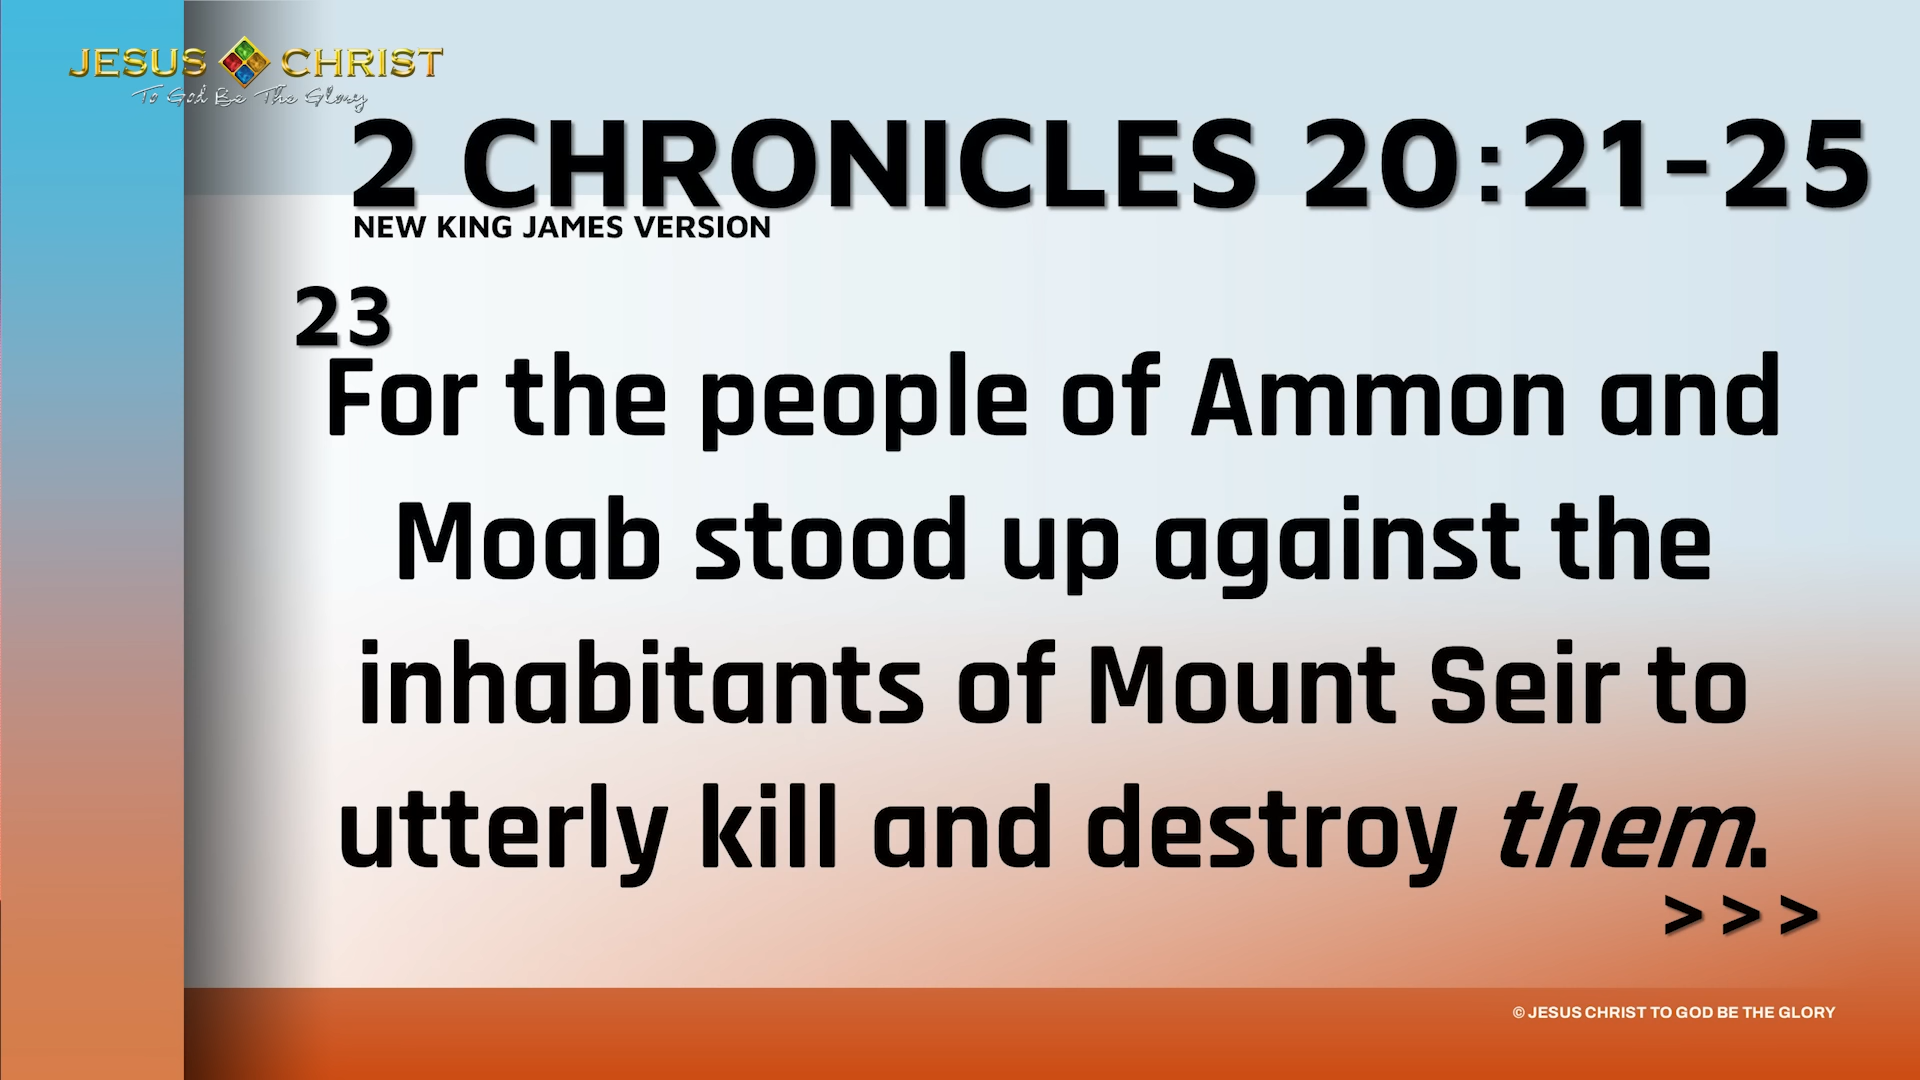 JESUS CHRIST
To God Be The Glory
2 CHRONICLES 20:21-25
NEW KING JAMES VERSION
23
For the people of Ammon and
Moab stood up against the
inhabitants of Mount Seir to
utterly kill and destroy them.
>>>
© JESUS CHRIST TO GOD BE THE GLORY